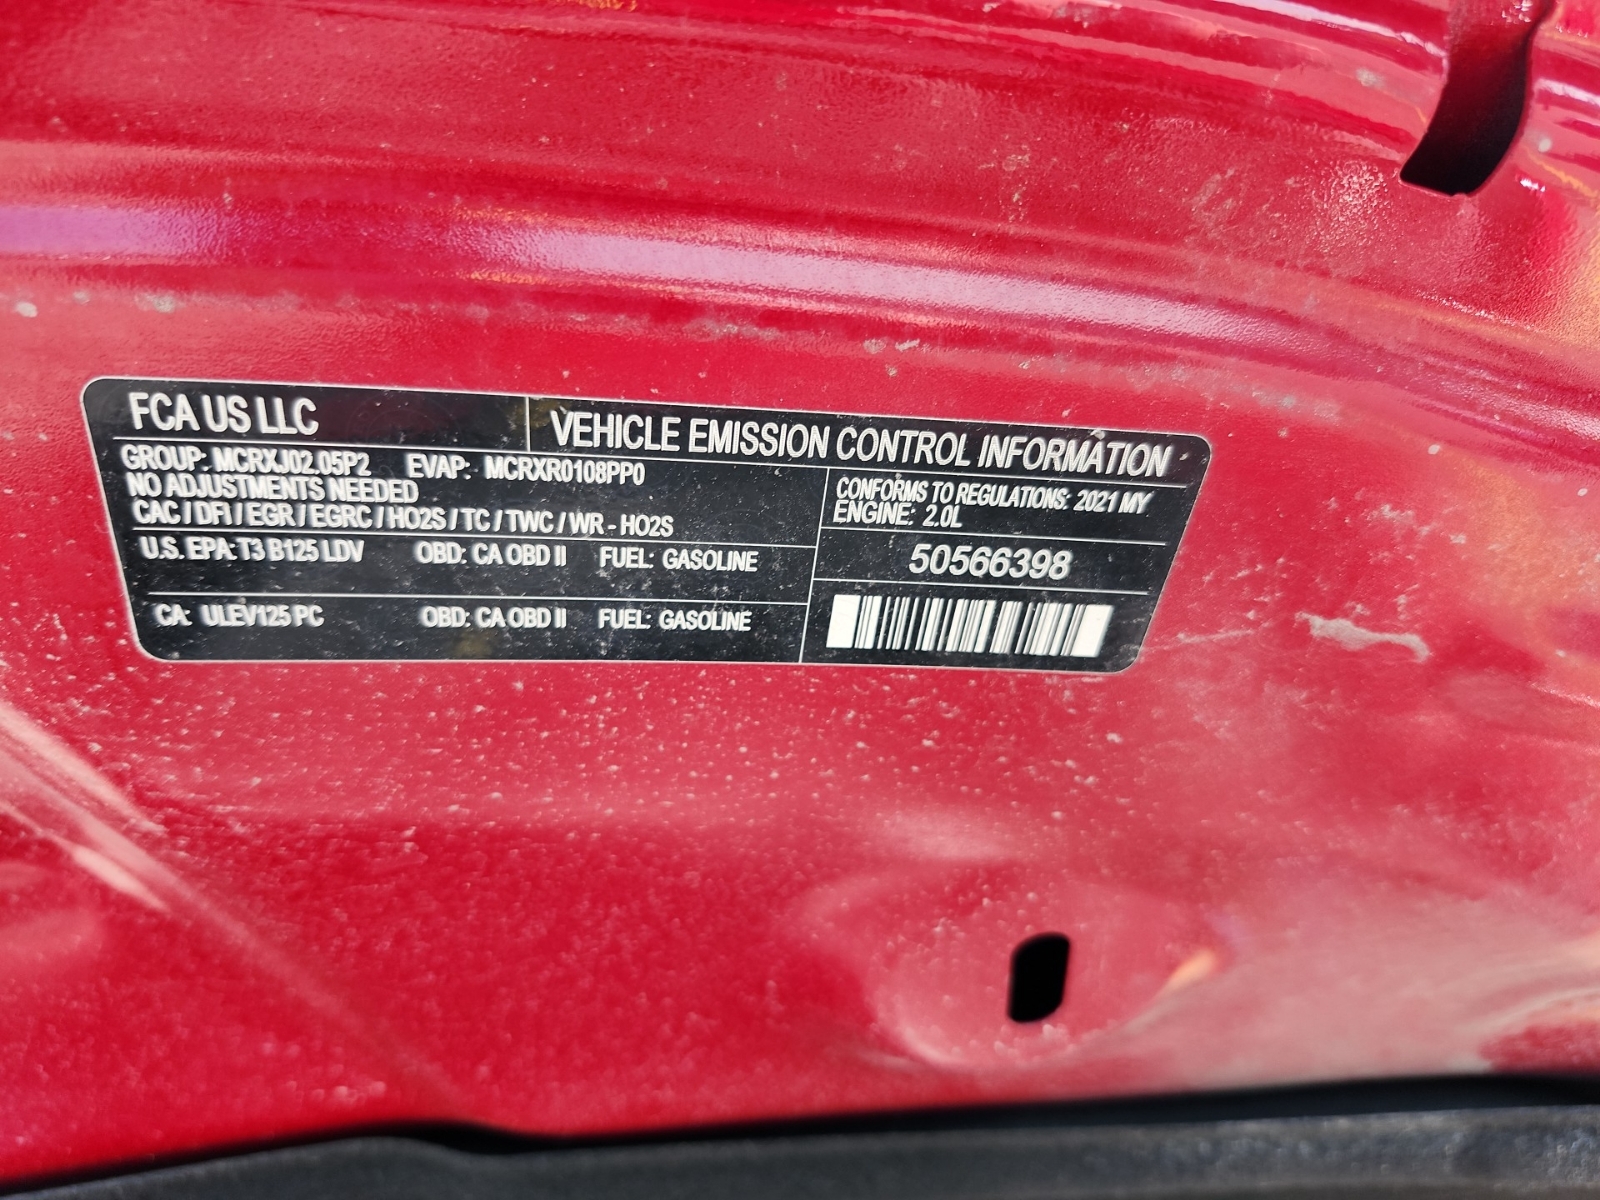 FCA US LLC
VEHICLE EMISSION CONTROL INFORMATION
GROUP: MCRXJ02.05P2 EVAP: MCRXR0108PP0
NO ADJUSTMENTS NEEDED
CAC / DFI / EGR / EGRC / HO2S / TC / TWC / WR - HO2S
CONFORMS TO REGULATIONS: 2021 MY
ENGINE: 2.0L
U.S. EPA: T3 B125 LDV OBD: CA OBD II FUEL: GASOLINE
50566398
CA: ULEV125 PC OBD: CA OBD II FUEL: GASOLINE